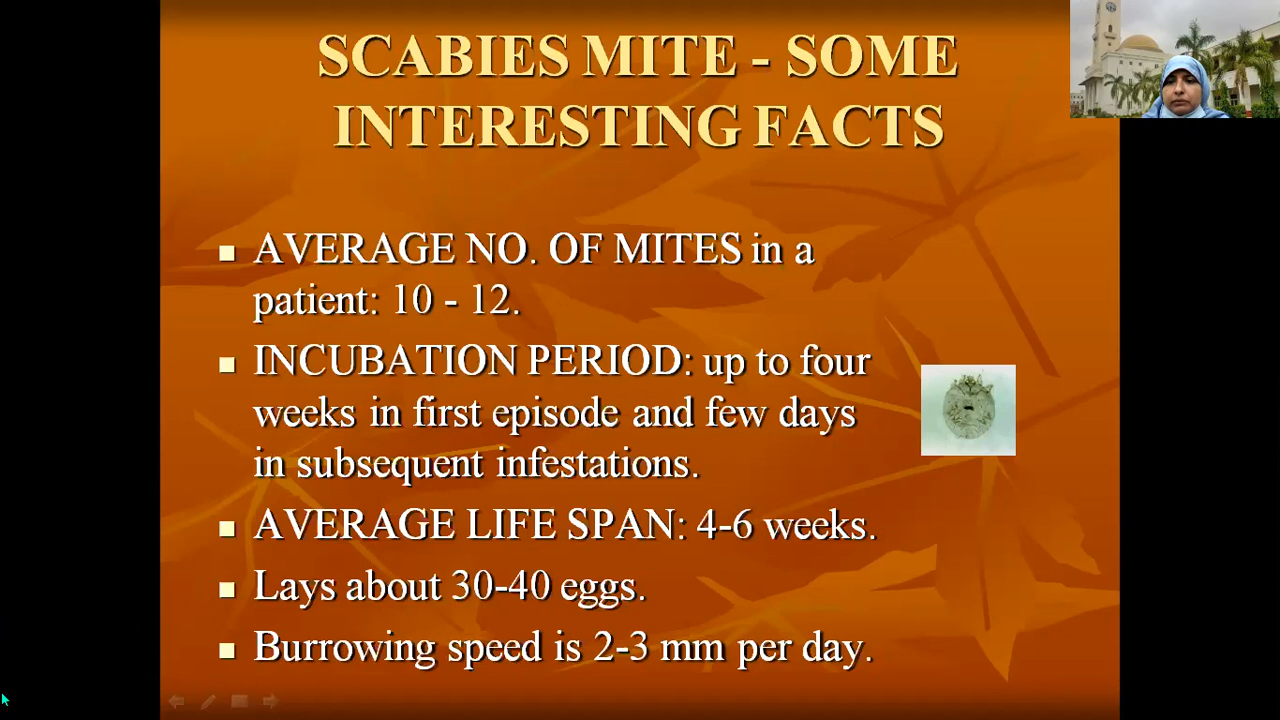 SCABIES MITE - SOME
INTERESTING FACTS
AVERAGE NO. OF MITES in a
patient: 10 - 12.
INCUBATION PERIOD: up to four
weeks in first episode and few days
in subsequent infestations.
AVERAGE LIFE SPAN: 4-6 weeks.
Lays about 30-40 eggs.
Burrowing speed is 2-3 mm per day.